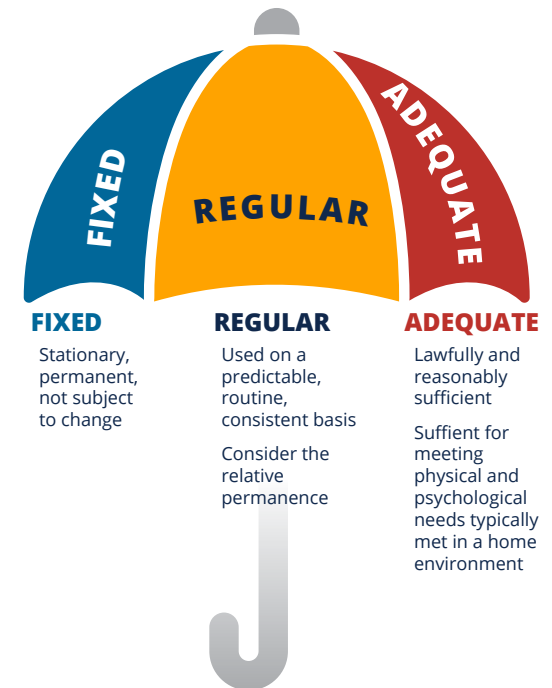 FIXED
REGULAR
ADEQUATE
FIXED
Stationary,
permanent,
not subject
to change
REGULAR
Used on a
predictable,
routine,
consistent basis
Consider the
relative
permanence
ADEQUATE
Lawfully and
reasonably
sufficient
Suffient for
meeting
physical and
psychological
needs typically
met in a home
environment